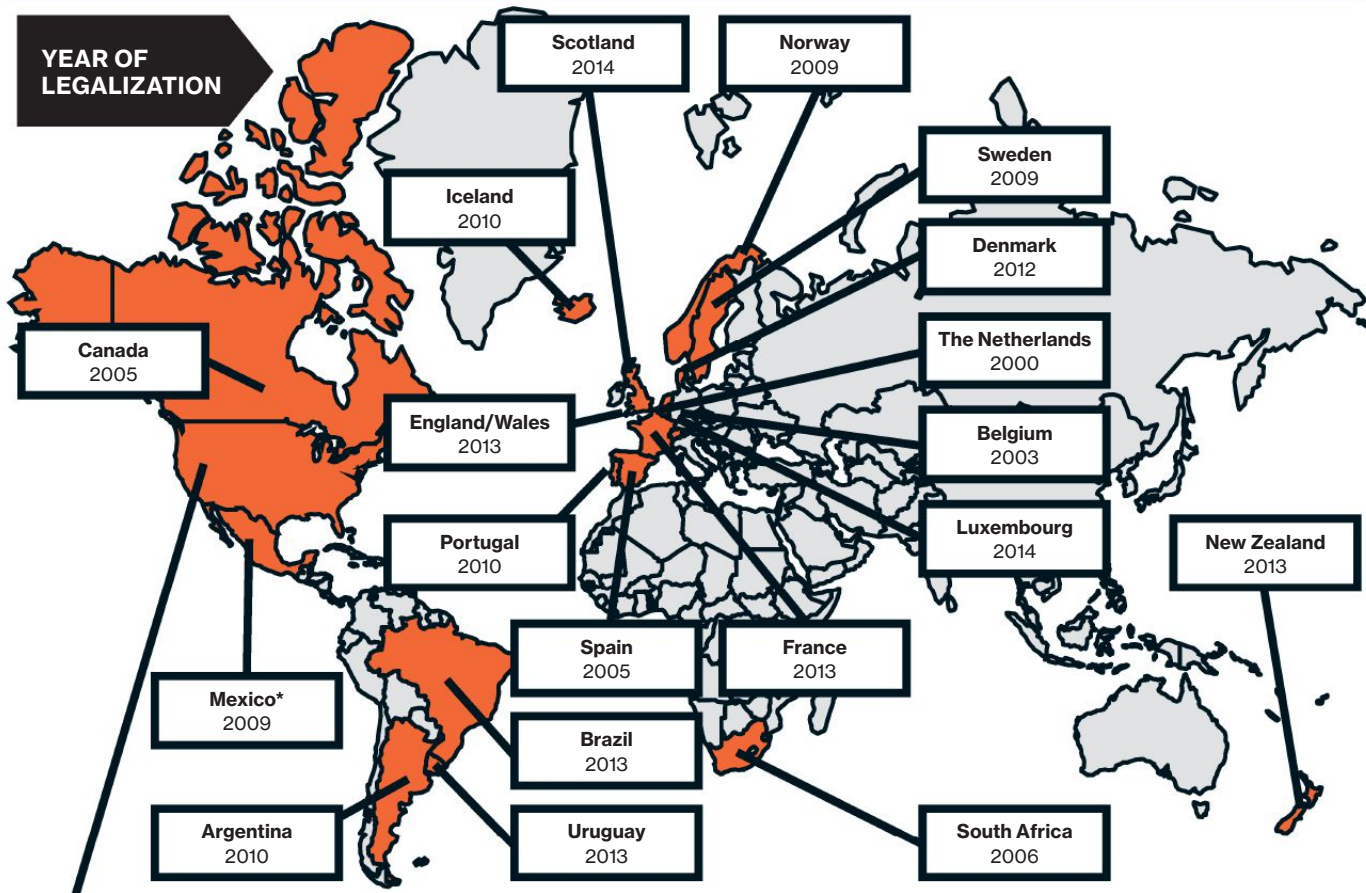 YEAR OF
LEGALIZATION
Scotland
2014
Norway
2009
Sweden
2009
Iceland
2010
Denmark
2012
Canada
2005
The Netherlands
2000
England/Wales
2013
Belgium
2003
Portugal
2010
Luxembourg
2014
New Zealand
2013
Spain
2005
France
2013
Mexico*
2009
Brazil
2013
Argentina
2010
Uruguay
2013
South Africa
2006